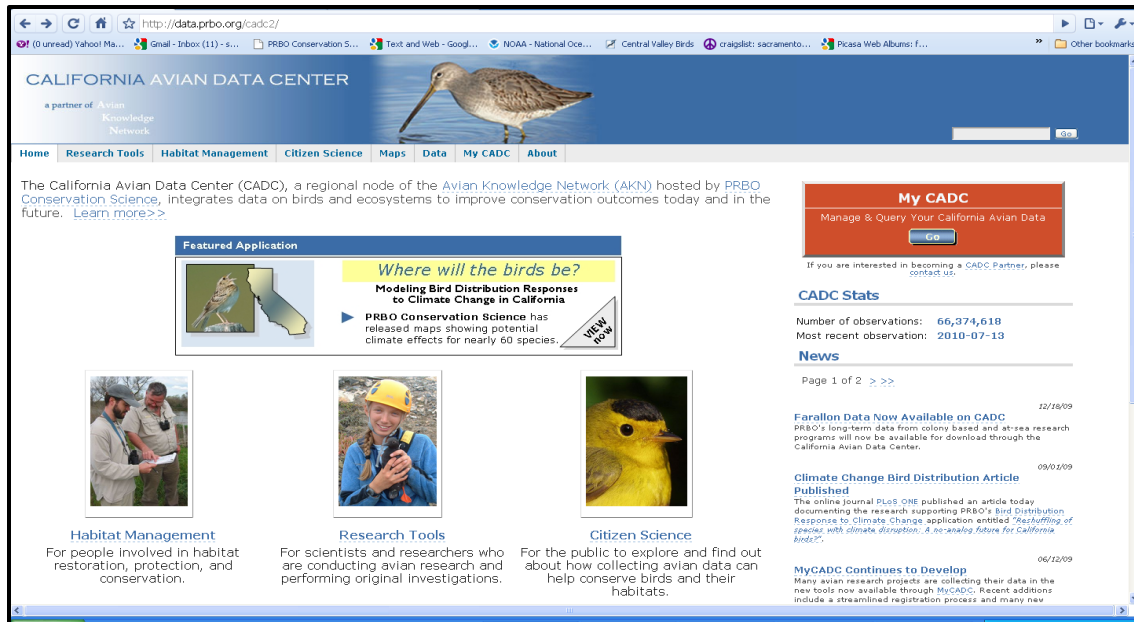 http://data.prbo.org/cadc2/
(0 unread) Yahoo! Ma...
Gmail - Inbox (11) - s...
PRBO Conservation S...
Text and Web - Googl...
NOAA - National Oce...
Central Valley Birds
craigslist: sacramento...
Picasa Web Albums: f...
»
Other bookmarks
CALIFORNIA AVIAN DATA CENTER
a partner of Avian
Knowledge
Network
Go
Home Research Tools Habitat Management Citizen Science Maps Data My CADC About
The California Avian Data Center (CADC), a regional node of the Avian Knowledge Network (AKN) hosted by PRBO
Conservation Science, integrates data on birds and ecosystems to improve conservation outcomes today and in the
future. Learn more>>
Featured Application
Where will the birds be?
Modeling Bird Distribution Responses
to Climate Change in California
PRBO Conservation Science has
released maps showing potential
climate effects for nearly 60 species.
VIEW
now
Habitat Management
For people involved in habitat
restoration, protection, and
conservation.
Research Tools
For scientists and researchers who
are conducting avian research and
performing original investigations.
Citizen Science
For the public to explore and find out
about how collecting avian data can
help conserve birds and their
habitats.
My CADC
Manage & Query Your California Avian Data
Go
If you are interested in becoming a CADC Partner, please
contact us.
CADC Stats
Number of observations: 66,374,618
Most recent observation: 2010-07-13
News
Page 1 of 2 > >>
12/18/09
Farallon Data Now Available on CADC
PRBO's long-term data from colony based and at-sea research
programs will now be available for download through the
California Avian Data Center.
09/01/09
Climate Change Bird Distribution Article
Published
The online journal PLoS ONE published an article today
documenting the research supporting PRBO's Bird Distribution
Response to Climate Change application entitled "Reshuffling of
species with climate disruption: A no-analog future for California
birds?".
06/12/09
MyCADC Continues to Develop
Many avian research projects are collecting their data in the
new tools now available through MyCADC. Recent additions
include a streamlined registration process and many new